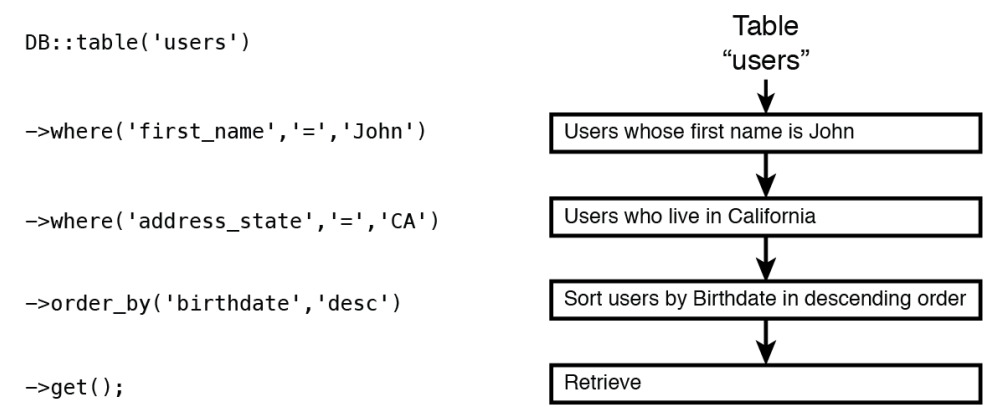 DB::table('users')
Table
“users”
->where('first_name','=','John')
Users whose first name is John
->where('address_state','=','CA')
Users who live in California
->order_by('birthdate','desc')
Sort users by Birthdate in descending order
->get();
Retrieve